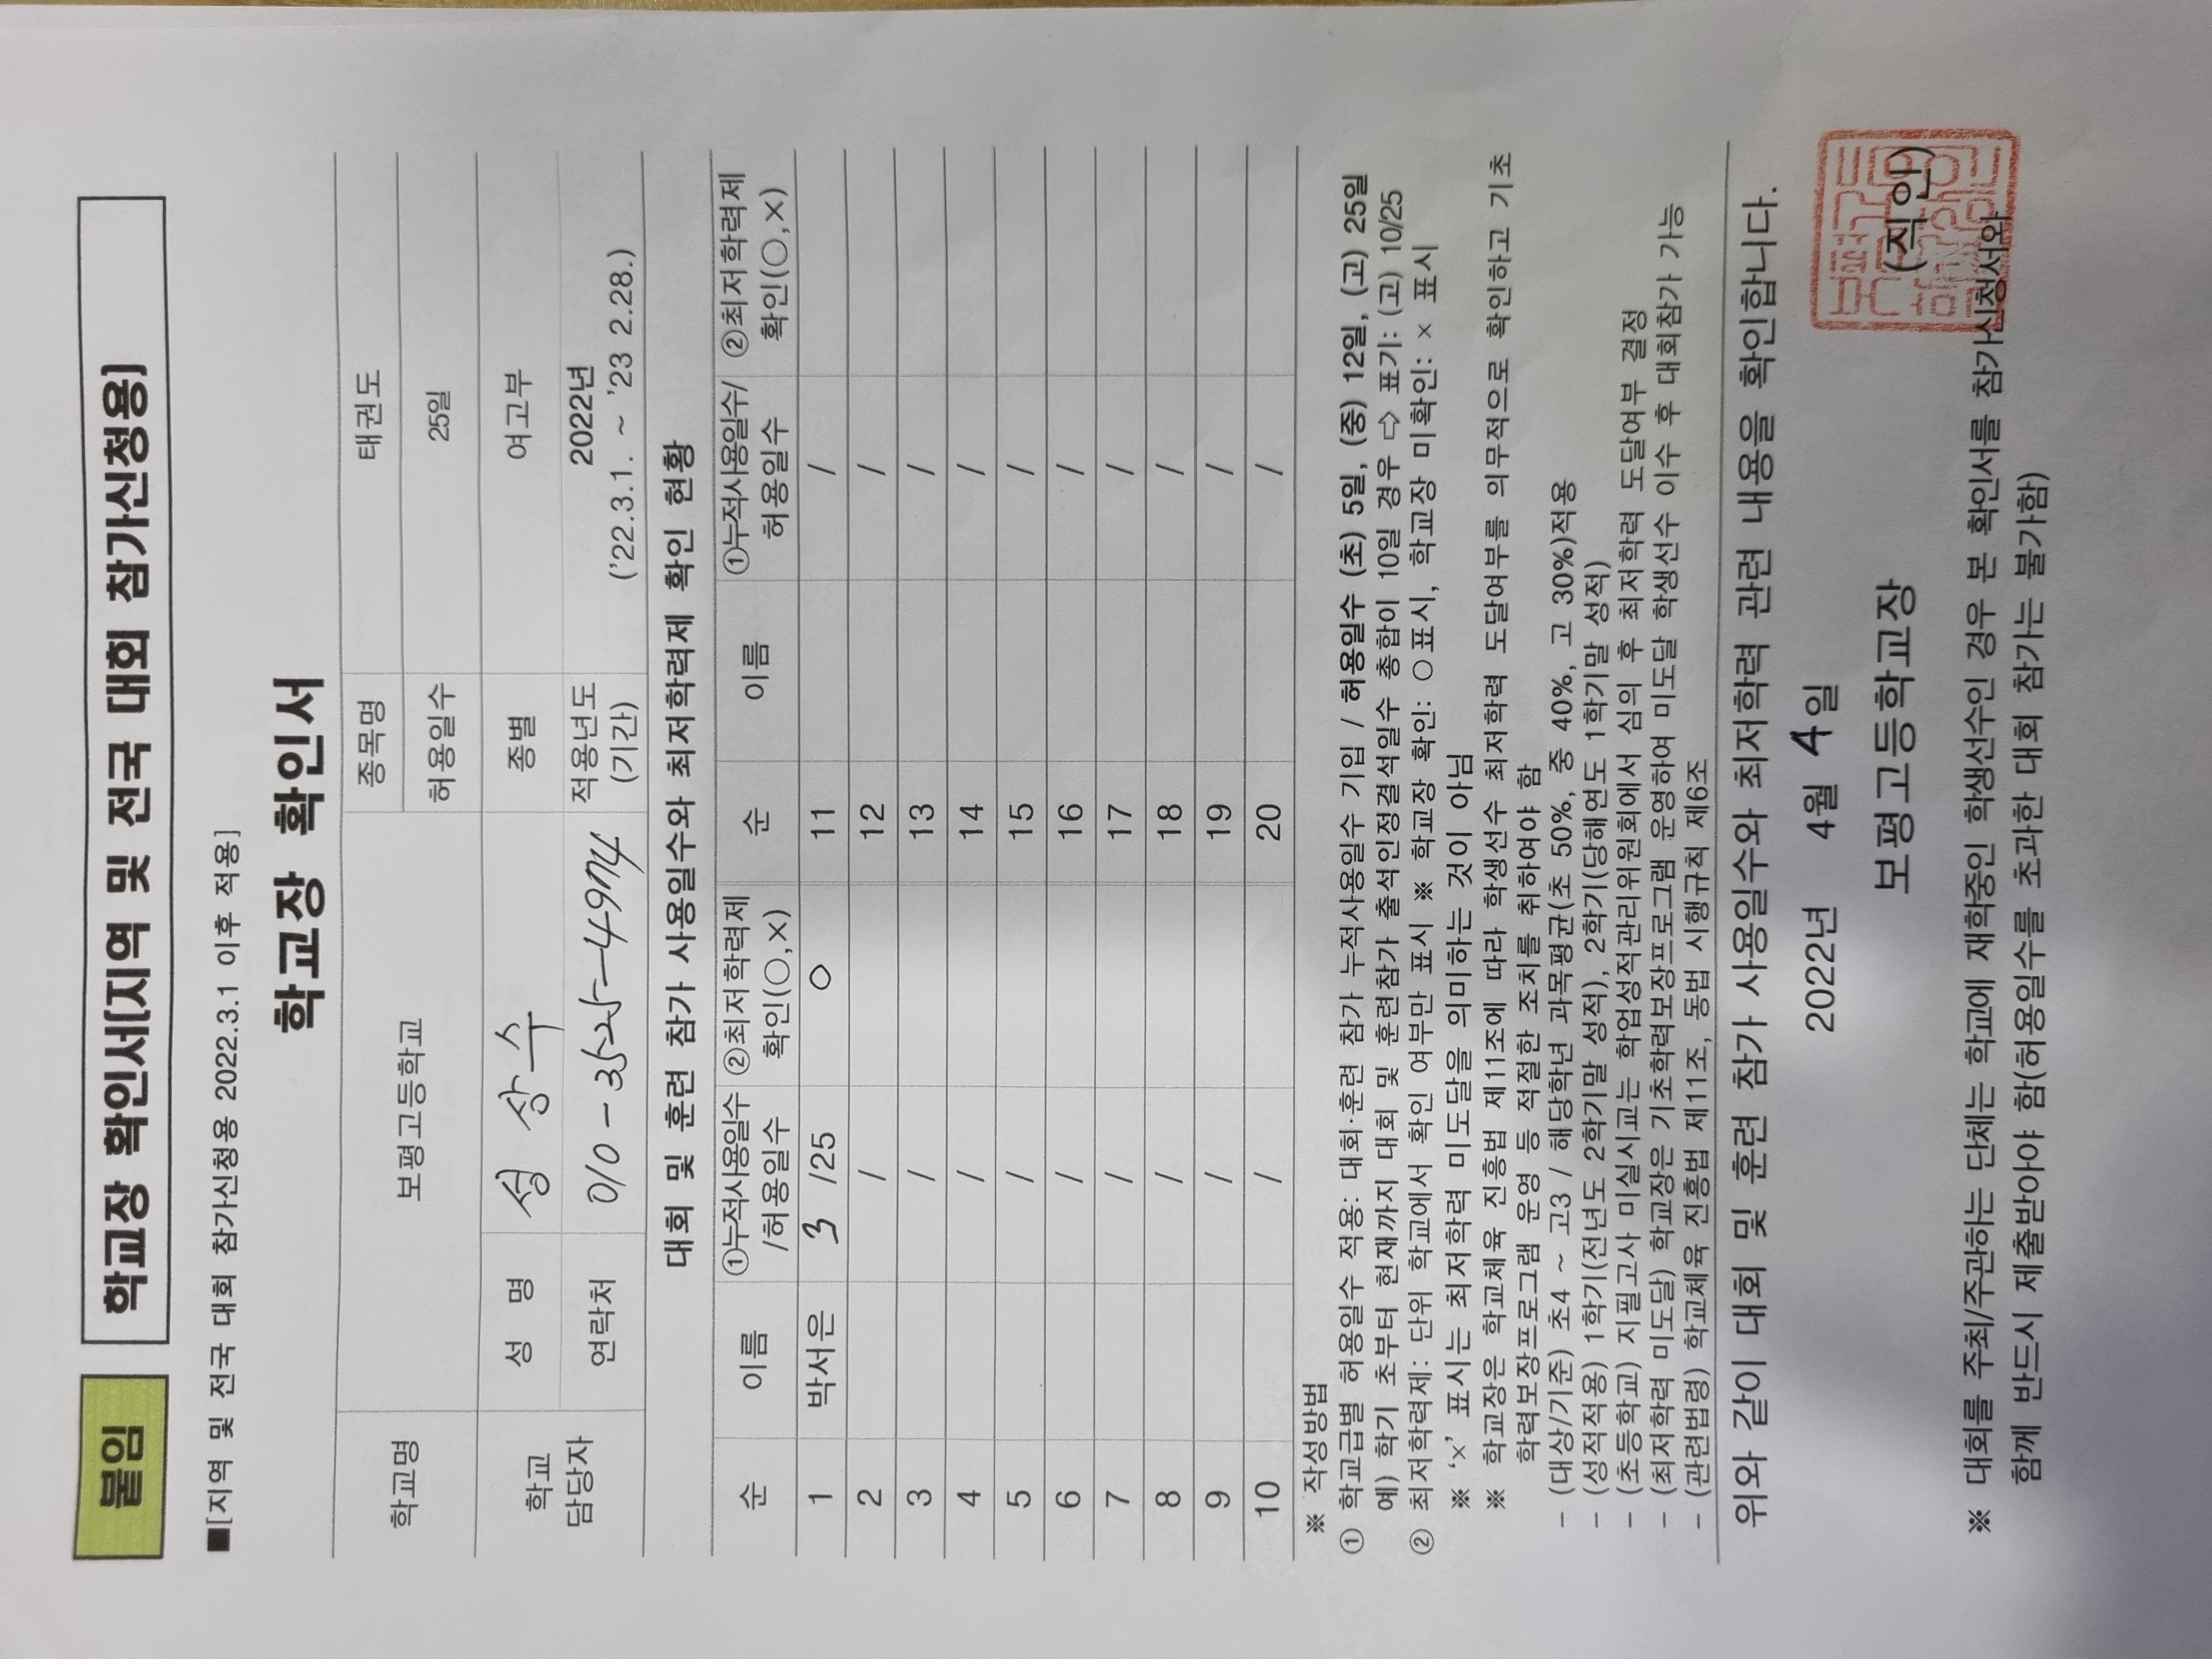 붙임 학교장 확인서[지역 및 전국 대회 참가신청용]
■[지역 및 전국 대회 참가신청용 2022.3.1 이후 적용]
학교장 확인서
학교명 보평고등학교 종목명 태권도
허용일수 25일
학교 담당자 성 명 성상수 종별 여고부
연락처 010-3525- 적용년도 (기간) 2022년 ('22.3.1. ~ '23 2.28.)
대회 및 훈련 참가 사용일수와 최저학력제 확인 현황
순 이름 ①누적사용일수 /허용일수 ②최저학력제 확인(○,×) 순 이름 ①누적사용일수/ 허용일수 ②최저학력제 확인(○,×)
1 박서은 3 /25 ○ 11 /
2 / 12 /
3 / 13 /
4 / 14 /
5 / 15 /
6 / 16 /
7 / 17 /
8 / 18 /
9 / 19 /
10 / 20 /
※ 작성방법
① 학교급별 허용일수 적용: 대회·훈련 참가 누적사용일수 기입 / 허용일수 (초) 5일, (중) 12일, (고) 25일
예) 학기 초부터 현재까지 대회 및 훈련참가 출석인정결석일수 총합이 10일 경우 ⇨ 표기: (고) 10/25
② 최저학력제: 단위 학교에서 확인 여부만 표시 ※ 학교장 확인: ○ 표시, 학교장 미확인: × 표시
※ '×' 표시는 최저학력 미도달을 의미하는 것이 아님
※ 학교장은 학교체육 진흥법 제11조에 따라 학생선수 최저학력 도달여부를 의무적으로 확인하고 기초
학력보장프로그램 운영 등 적절한 조치를 취하여야 함
- (대상/기준) 초4 ~ 고3 / 해당학년 과목평균(초 50%, 중 40%, 고 30%)적용
- (성적적용) 1학기(전년도 2학기말 성적), 2학기(당해연도 1학기말 성적)
- (초등학교) 지필고사 미실시교는 학업성적관리위원회에서 심의 후 최저학력 도달여부 결정
- (최저학력 미도달) 학교장은 기초학력보장프로그램 운영하여 미도달 학생선수 이수 후 대회참가 가능
- (관련법령) 학교체육 진흥법 제11조, 동법 시행규칙 제6조
위와 같이 대회 및 훈련 참가 사용일수와 최저학력 관련 내용을 확인합니다.
2022년 4월 4일
보평고등학교장 (직인)
※ 대회를 주최/주관하는 단체는 학교에 재학중인 학생선수인 경우 본 확인서를 참가신청서와
함께 반드시 제출받아야 함(허용일수를 초과한 대회 참가는 불가함)